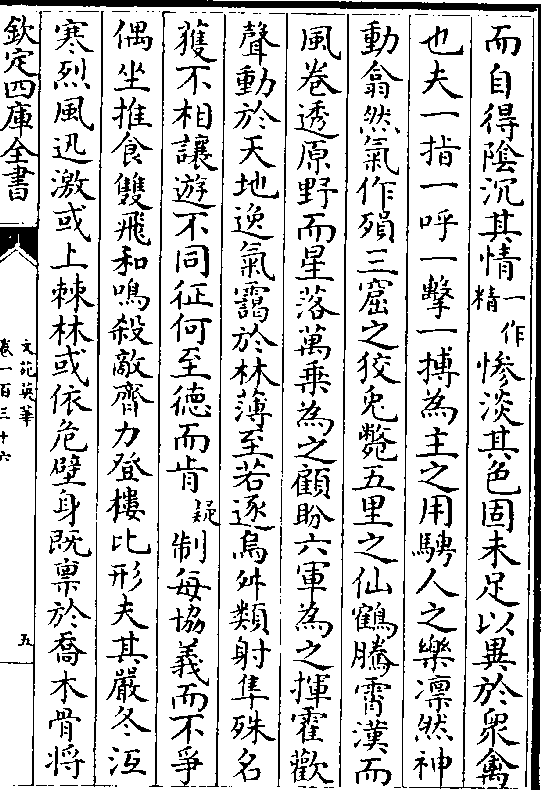 而自得陰沉其情一作精慘淡其色固未足以異於眾禽
也夫一指一呼一擊一搏為主之用騁人之樂凛然神
動翕然氣作殞三窟之狡兎斃五里之仙鶴騰霄漢而
風卷透原野而星落萬乗為之顧盼六軍為之揮霍歡
聲動於天地逸氣靄於林薄至若逐烏舛類射隼殊名
獲不相讓遊不同征何至德而肯疑制每協義而不爭
偶坐推食雙飛和鳴殺敵齊力登樓比形夫其嚴冬冱
寒烈風迅激或上棘林或依危壁身既禀於喬木骨將
欽定四庫全書
文苑英華
卷一百三十六
五